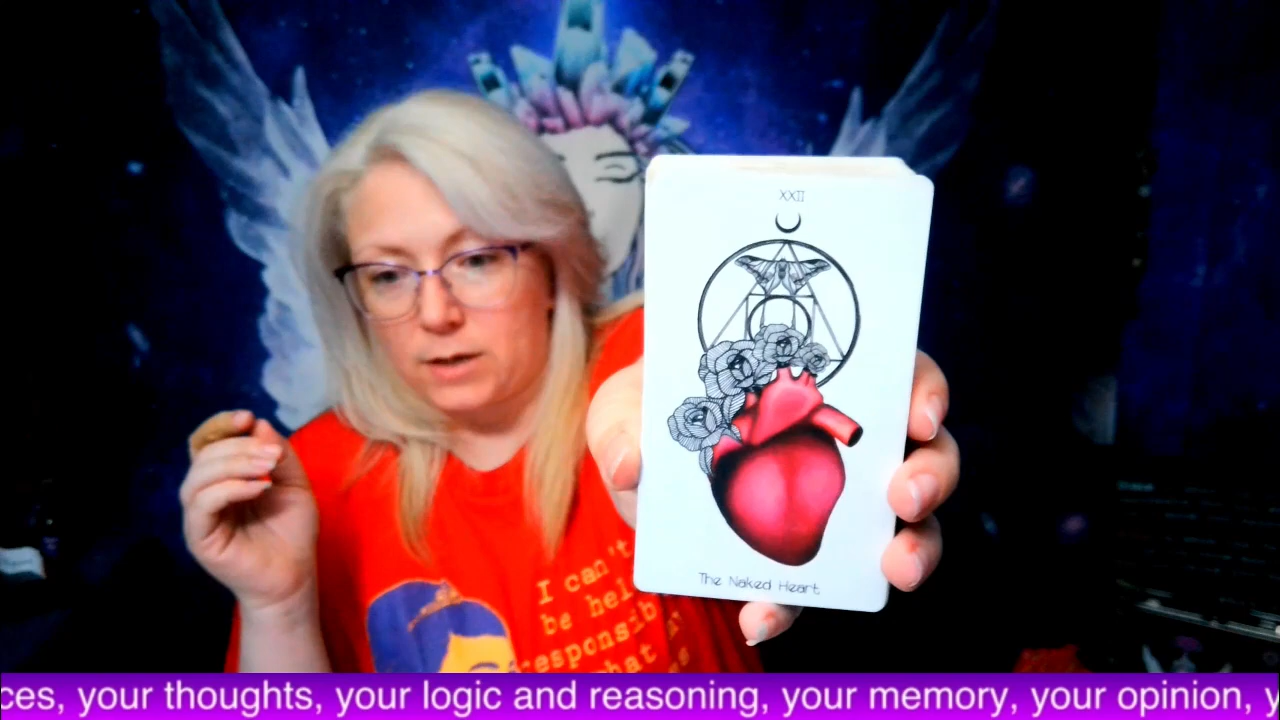 XXII
The Naked Heart
I can't
be hel
responsib
what
ces, your thoughts, your logic and reasoning, your memory, your opinion, y